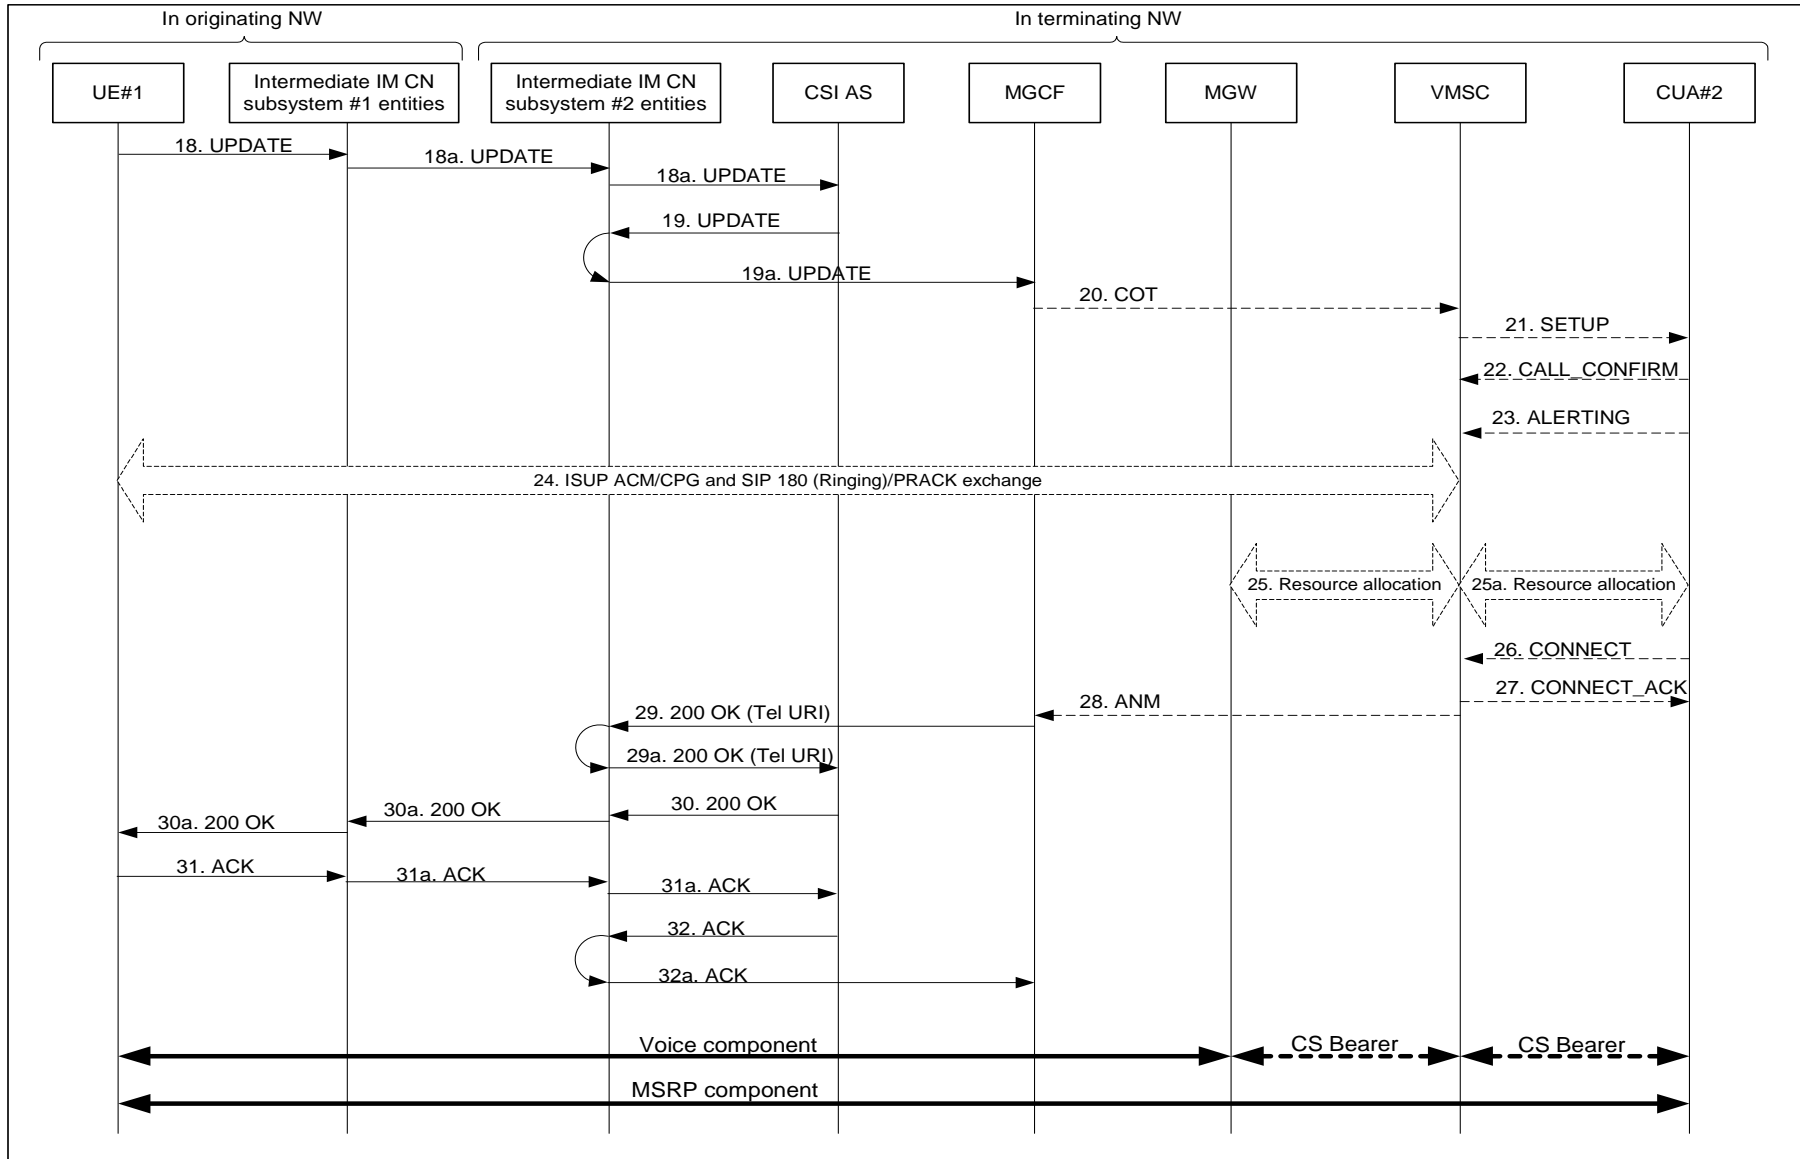 In originating NW
In terminating NW
UE#1
Intermediate IM CN
subsystem #1 entities
Intermediate IM CN
subsystem #2 entities
CSI AS
MGCF
MGW
VMSC
CUA#2
18. UPDATE
18a. UPDATE
18a. UPDATE
19. UPDATE
19a. UPDATE
20. COT
21. SETUP
22. CALL_CONFIRM
23. ALERTING
24. ISUP ACM/CPG and SIP 180 (Ringing)/PRACK exchange
25. Resource allocation
25a. Resource allocation
26. CONNECT
27. CONNECT_ACK
28. ANM
29. 200 OK (Tel URI)
29a. 200 OK (Tel URI)
30. 200 OK
30a. 200 OK
30a. 200 OK
31. ACK
31a. ACK
31a. ACK
32. ACK
32a. ACK
Voice component
CS Bearer
CS Bearer
MSRP component